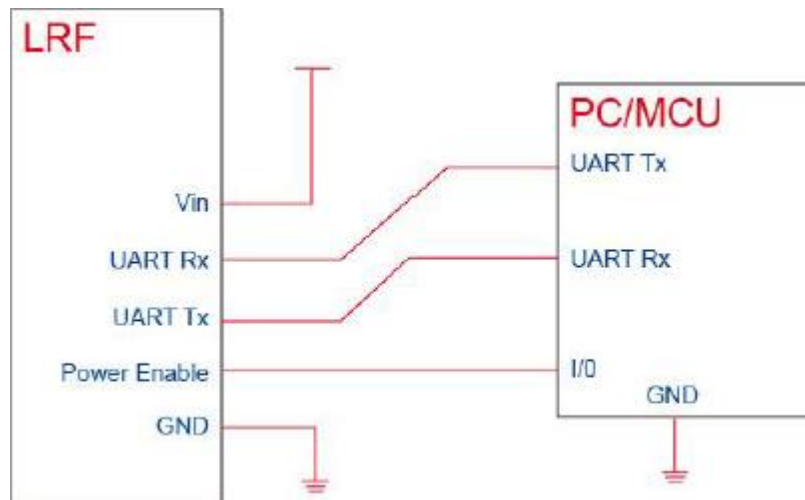 LRF
Vin
UART Rx
UART Tx
Power Enable
GND
PC/MCU
UART Tx
UART Rx
I/0
GND